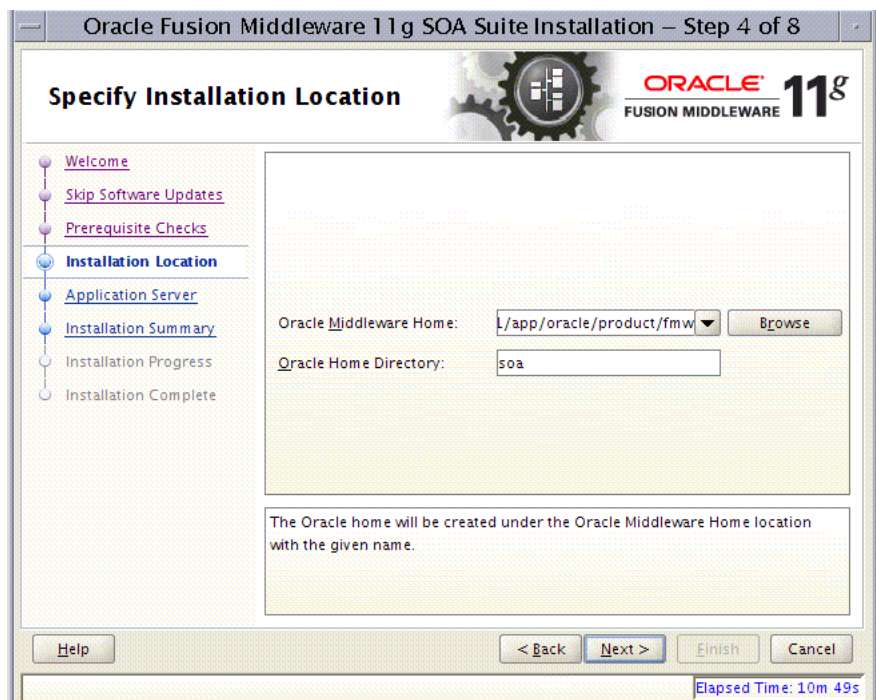 Oracle Fusion Middleware 11g SOA Suite Installation – Step 4 of 8
Specify Installation Location
ORACLE
FUSION MIDDLEWARE
11g
Welcome
Skip Software Updates
Prerequisite Checks
Installation Location
Application Server
Installation Summary
Installation Progress
Installation Complete
Oracle Middleware Home:
/app/oracle/product/fmw
Browse
Oracle Home Directory:
soa
The Oracle home will be created under the Oracle Middleware Home location
with the given name.
Help
< Back
Next >
Finish
Cancel
Elapsed Time: 10m 49s